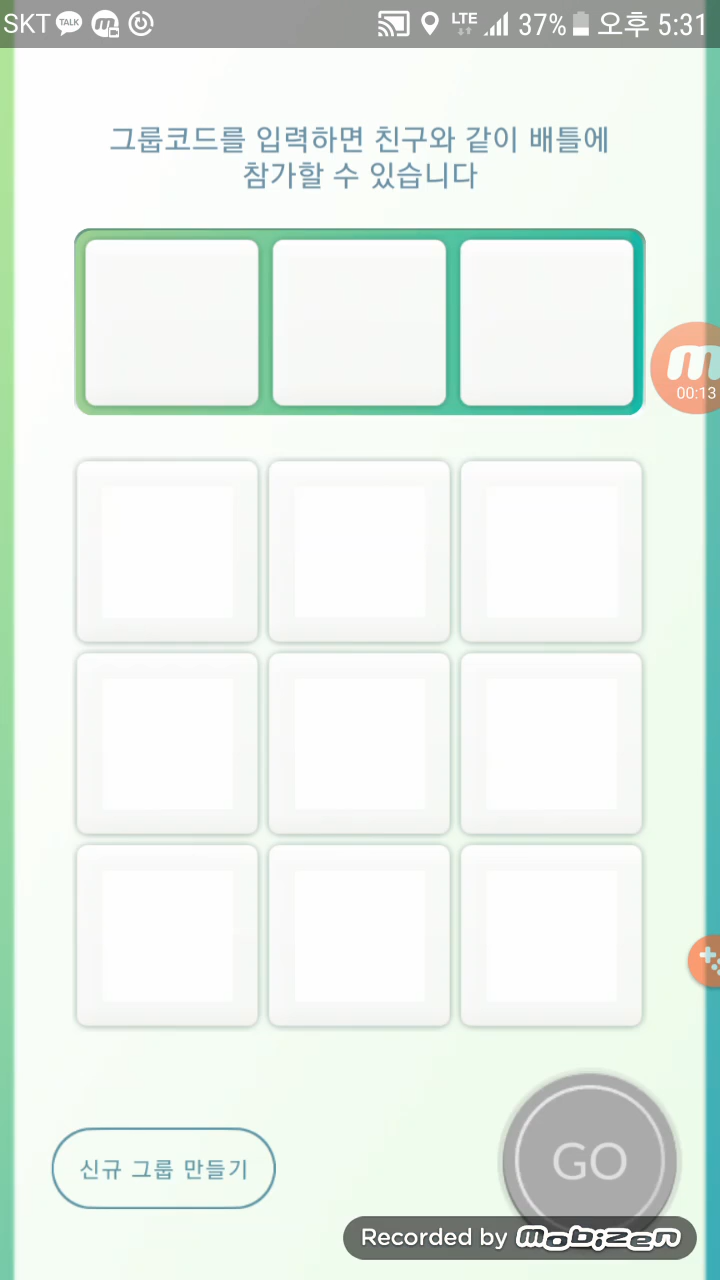 SKT TALK m LTE 37% 오후 5:31
그룹코드를 입력하면 친구와 같이 배틀에
참가할 수 있습니다
m
00:13
신규 그룹 만들기
GO
Recorded by mobizen